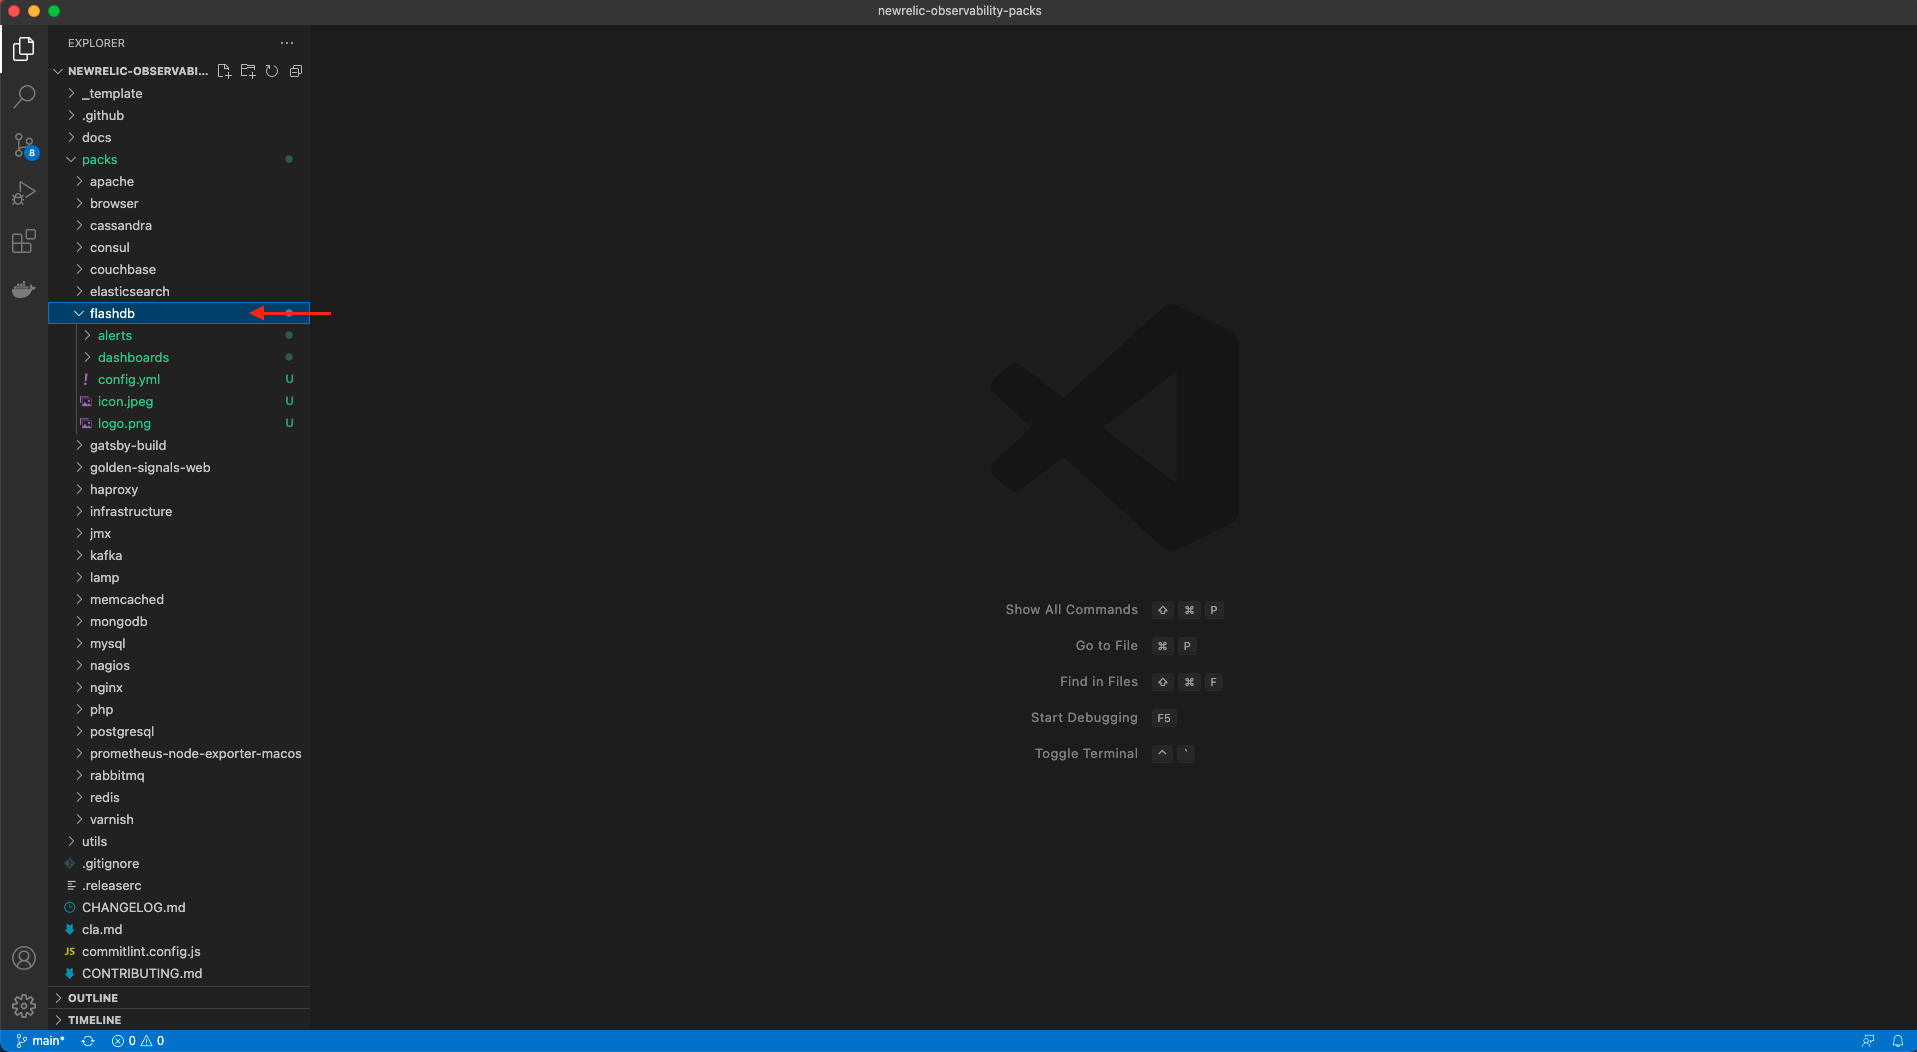 newrelic-observability-packs
EXPLORER
NEWRELIC-OBSERVABI...
_template
.github
docs
8
packs
apache
browser
cassandra
consul
couchbase
elasticsearch
flashdb
alerts
dashboards
! config.yml U
icon.jpeg U
logo.png U
gatsby-build
golden-signals-web
haproxy
infrastructure
jmx
kafka
lamp
memcached
mongodb
mysql
nagios
nginx
php
postgresql
prometheus-node-exporter-macos
rabbitmq
redis
varnish
utils
.gitignore
.releaserc
CHANGELOG.md
cla.md
JS commitlint.config.js
CONTRIBUTING.md
OUTLINE
TIMELINE
Show All Commands ⇧ ⌘ P
Go to File ⌘ P
Find in Files ⇧ ⌘ F
Start Debugging F5
Toggle Terminal ^ `
main* 0 0